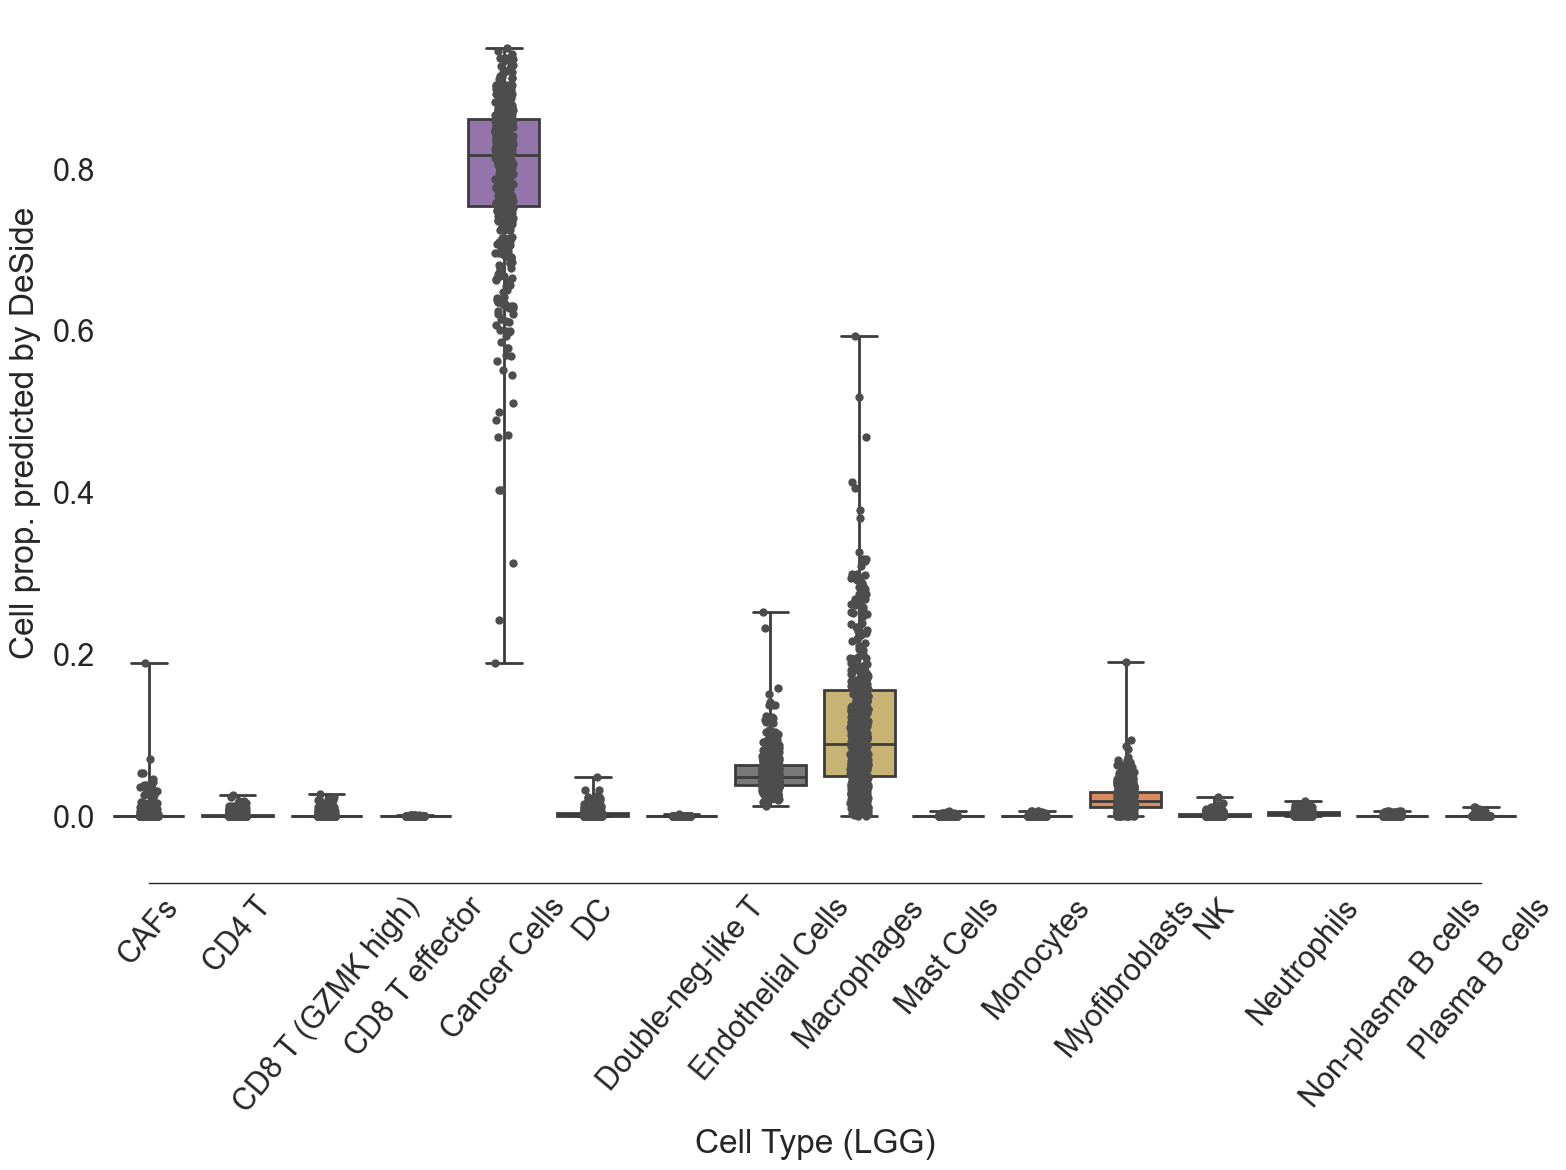 Cell prop. predicted by DeSide
0.8
0.6
0.4
0.2
0.0
CAFs
CD4 T
CD8 T (GZMK high)
CD8 T effector
Cancer Cells
DC
Double-neg-like T
Endothelial Cells
Macrophages
Mast Cells
Monocytes
Myofibroblasts
NK
Neutrophils
Non-plasma B cells
Plasma B cells
Cell Type (LGG)